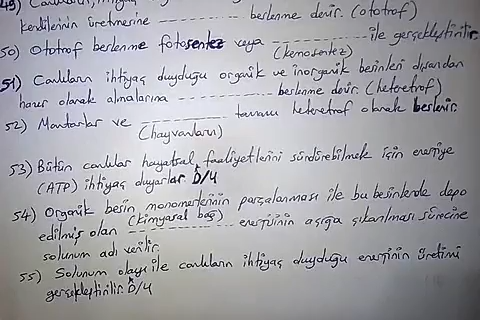 49) Canlıların,
kendilerinin üretmesine ---------- beslenme denir. (ototrof)
50) Ototrof beslenme fotosentez veya ---------- ile gerçekleştirilir.
(kemosentez)
51) Canlıların ihtiyaç duyduğu organik ve inorganik besinleri dışarıdan
hazır olarak almalarına ---------- beslenme denir. (heterotrof)
52) Mantarlar ve ---------- tamamı heterotrof olarak beslenir.
(hayvanların)
53) Bütün canlılar hayatsal faaliyetlerini sürdürebilmek için enerjiye
(ATP) ihtiyaç duyarlar D/Y
54) Organik besin monomerlerinin parçalanması ile bu besinlerde depo
(kimyasal bağ)
edilmiş olan ---------- enerjisinin açığa çıkarılması sürecine
solunum adı verilir.
55) Solunum olayı ile canlıların ihtiyaç duyduğu enerjinin üretimi
gerçekleştirilir. D/Y